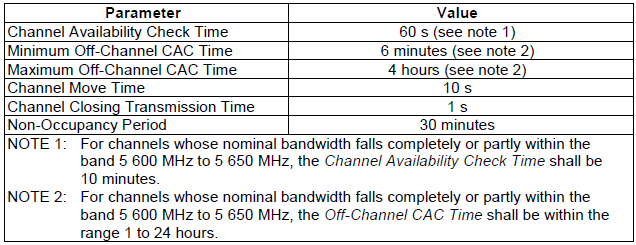 Parameter Value
Channel Availability Check Time 60 s (see note 1)
Minimum Off-Channel CAC Time 6 minutes (see note 2)
Maximum Off-Channel CAC Time 4 hours (see note 2)
Channel Move Time 10 s
Channel Closing Transmission Time 1 s
Non-Occupancy Period 30 minutes
NOTE 1: For channels whose nominal bandwidth falls completely or partly within the
band 5 600 MHz to 5 650 MHz, the Channel Availability Check Time shall be
10 minutes.
NOTE 2: For channels whose nominal bandwidth falls completely or partly within the
band 5 600 MHz to 5 650 MHz, the Off-Channel CAC Time shall be within the
range 1 to 24 hours.